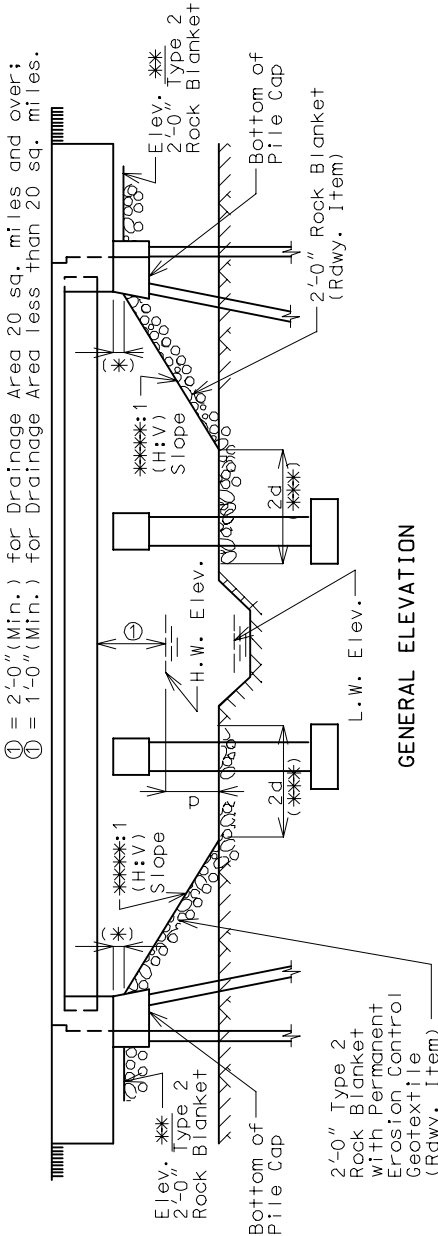 ① = 2'-0"(Min.) for Drainage Area 20 sq. miles and over;
① = 1'-0"(Min.) for Drainage Area less than 20 sq. miles.
Elev. **
2'-0" Type 2
Rock Blanket
Bottom of
Pile Cap
2'-0" Type 2
Rock Blanket
with Permanent
Erosion Control
Geotextile
(Rdwy. Item)
(*)
****:1
(H:V)
Slope
2d
(***)
d
①
H.W. Elev.
L.W. Elev.
2d
(***)
****:1
(H:V)
Slope
(*)
Elev. **
2'-0" Type 2
Rock Blanket
Bottom of
Pile Cap
2'-0" Rock Blanket
(Rdwy. Item)
GENERAL ELEVATION